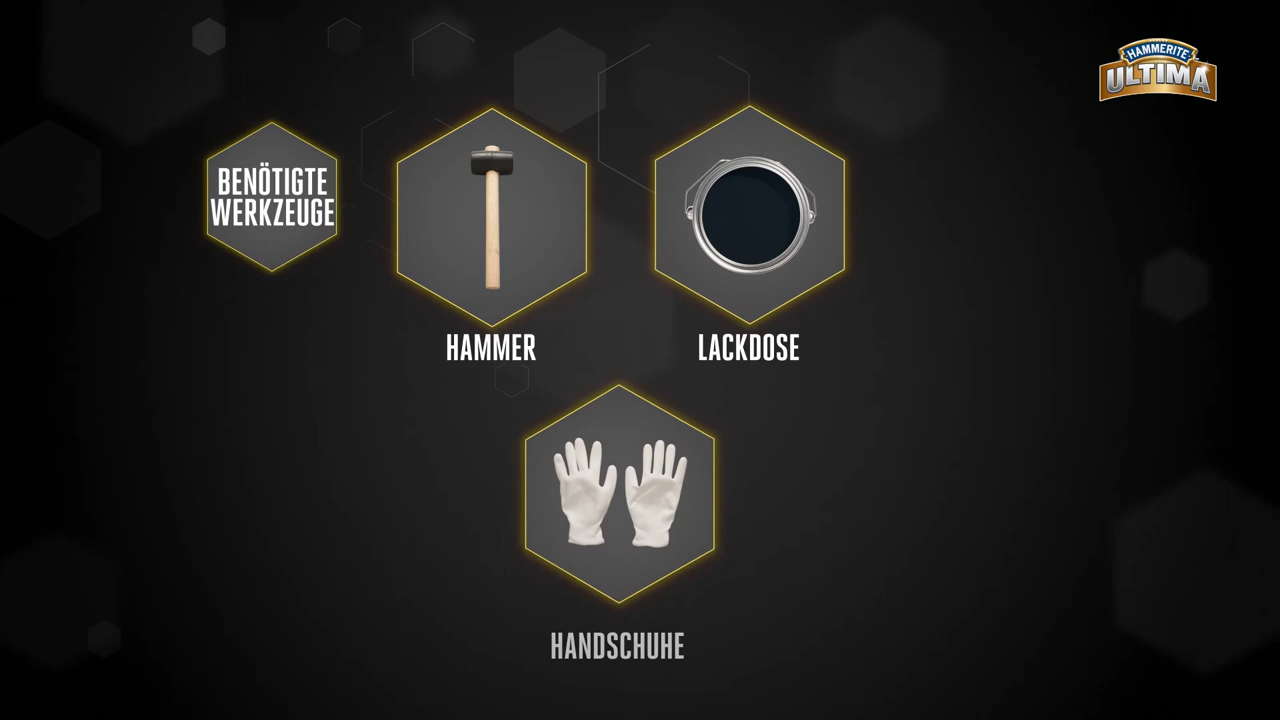 HAMMERITE
ULTIMA
BENÖTIGTE
WERKZEUGE
HAMMER
LACKDOSE
HANDSCHUHE